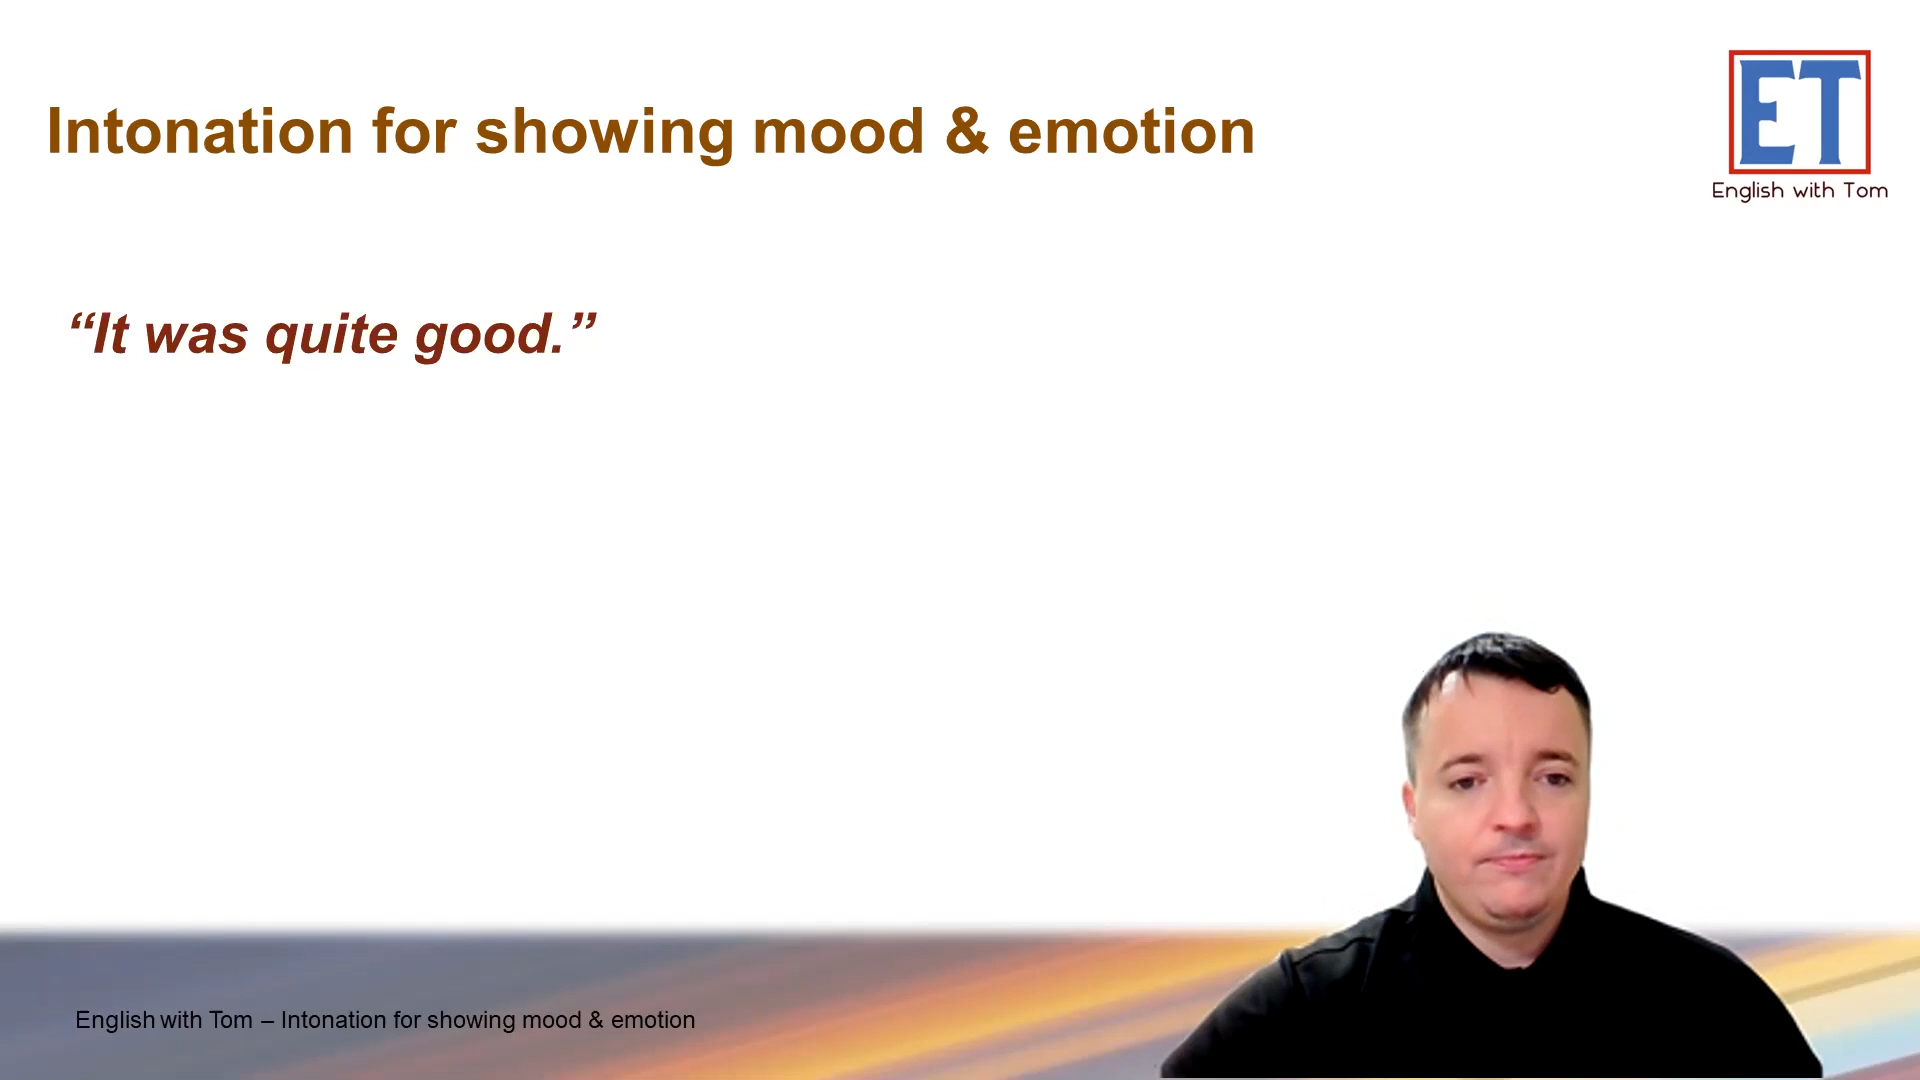 Intonation for showing mood & emotion
ET
English with Tom
“It was quite good.”
English with Tom – Intonation for showing mood & emotion